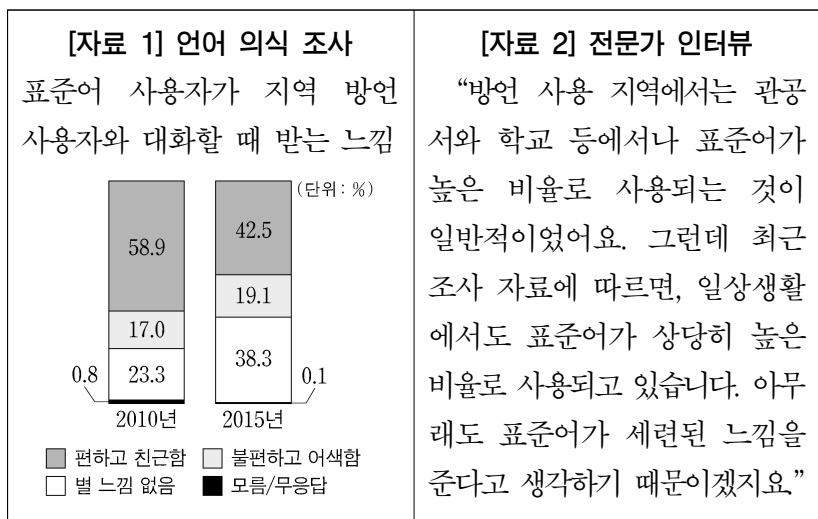 [자료 1] 언어 의식 조사
표준어 사용자가 지역 방언
사용자와 대화할 때 받는 느낌
(단위: %)
58.9
42.5
17.0
19.1
23.3
38.3
0.8
0.1
2010년
2015년
편하고 친근함
불편하고 어색함
별 느낌 없음
모름/무응답
[자료 2] 전문가 인터뷰
“방언 사용 지역에서는 관공
서와 학교 등에서나 표준어가
높은 비율로 사용되는 것이
일반적이었어요. 그런데 최근
조사 자료에 따르면, 일상생활
에서도 표준어가 상당히 높은
비율로 사용되고 있습니다. 아무
래도 표준어가 세련된 느낌을
준다고 생각하기 때문이겠지요.”